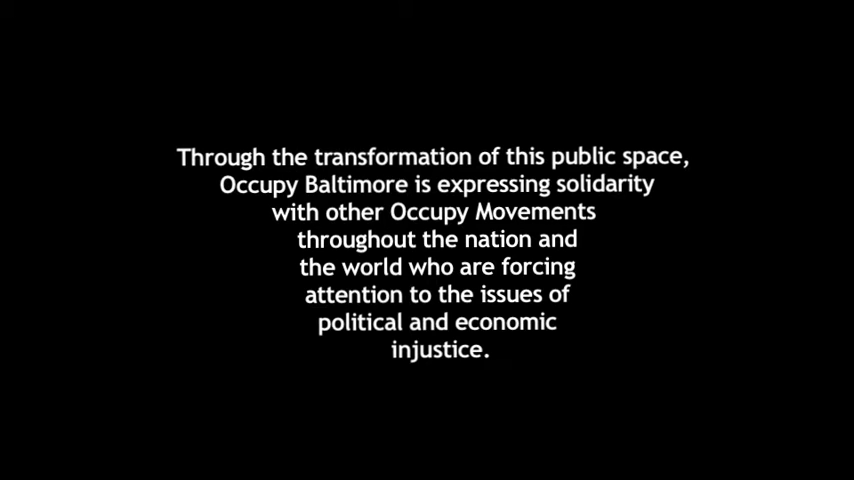 Through the transformation of this public space,
Occupy Baltimore is expressing solidarity
with other Occupy Movements
throughout the nation and
the world who are forcing
attention to the issues of
political and economic
injustice.